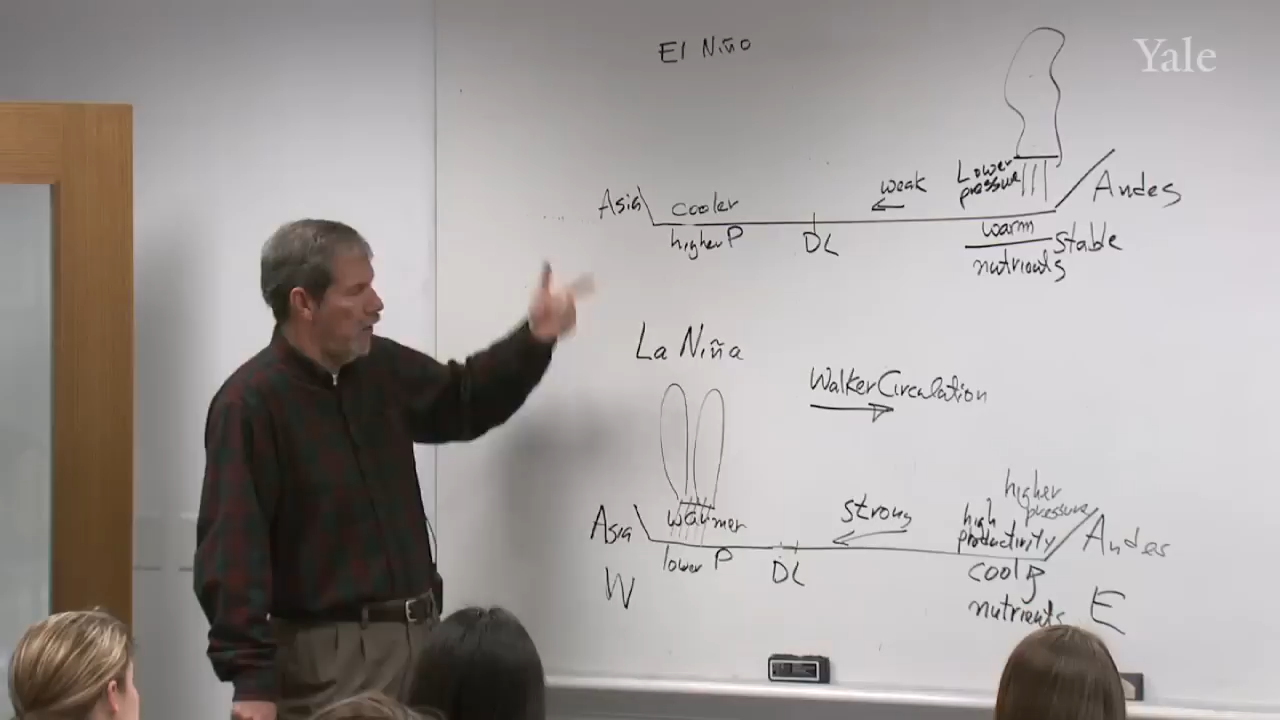 Yale
El Niño
Lower
pressure
weak
Asia
cooler
Andes
higher P
DL
warm
stable
nutrients
La Niña
Walker Circulation
higher
pressure
strong
high
productivity
Asia
warmer
Andes
lower P
DL
cool &
nutrients
W
E